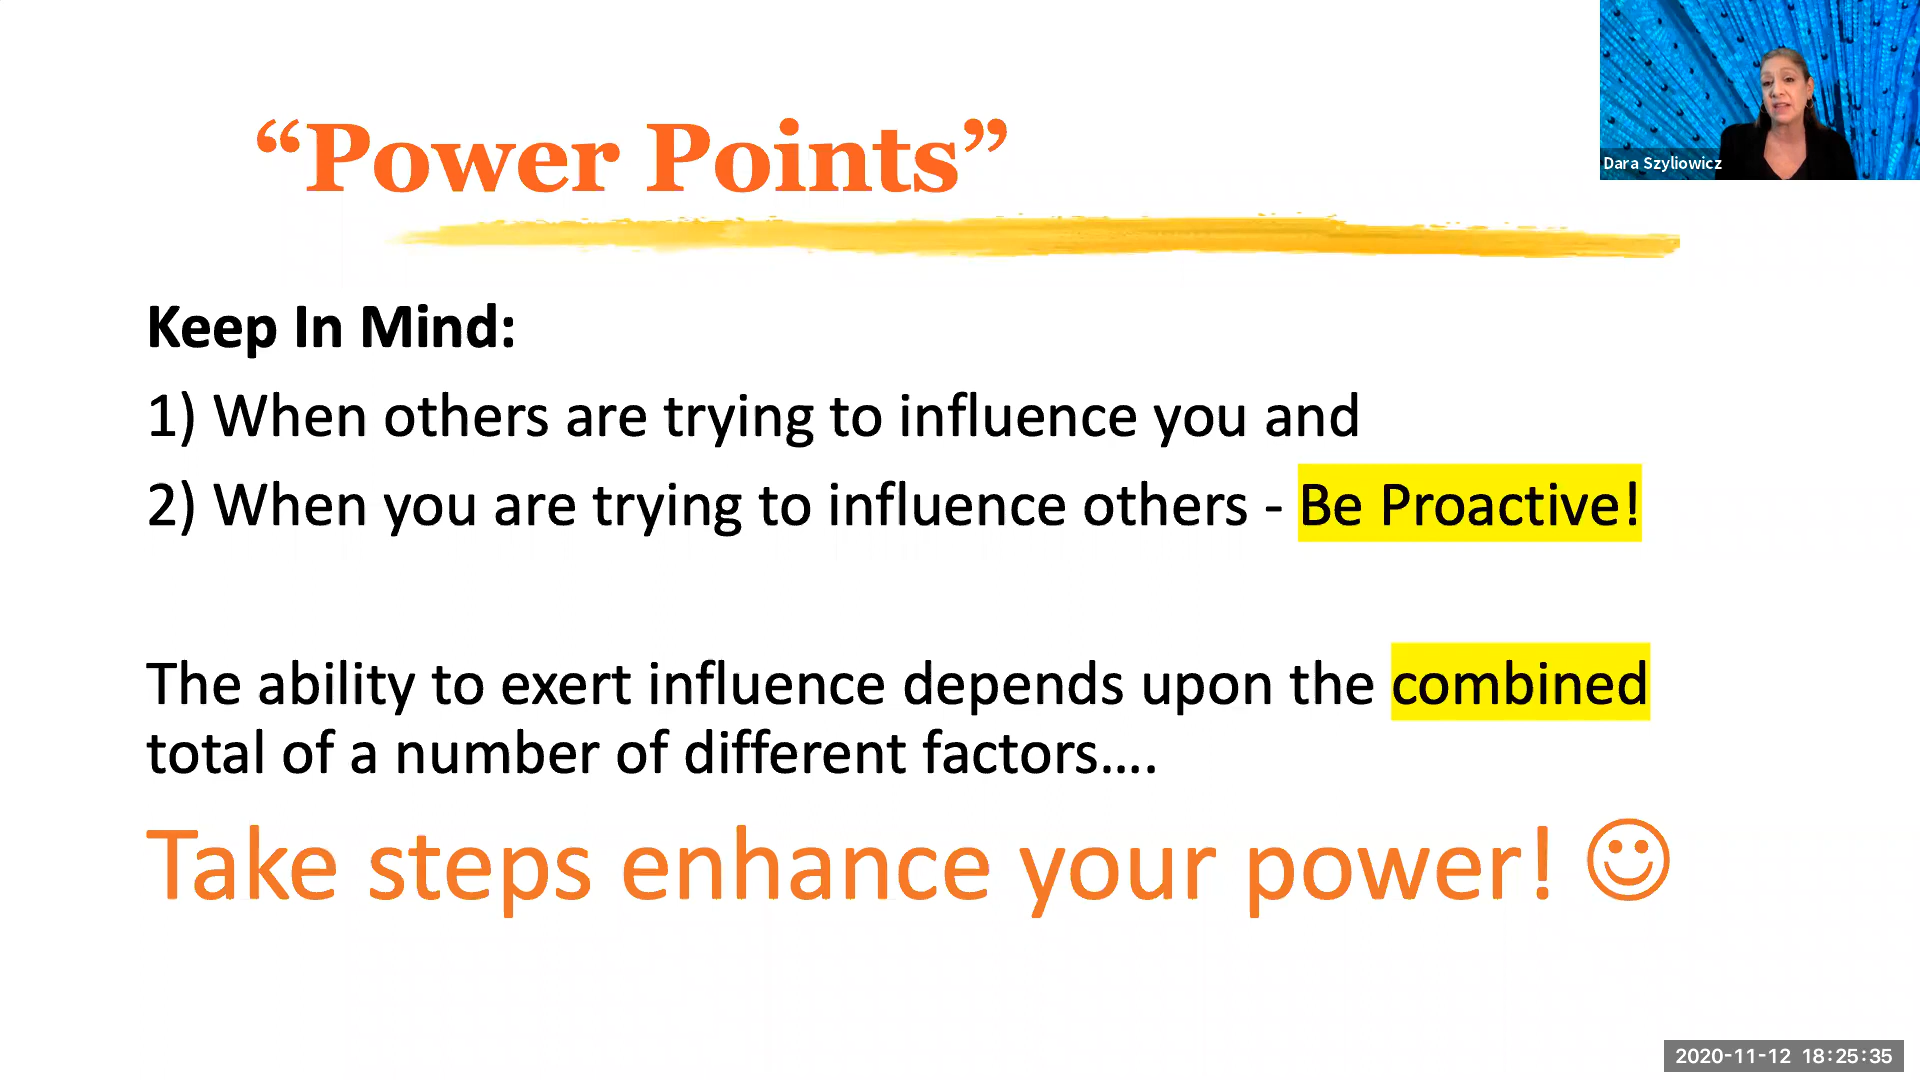 “Power Points”
Dara Szyliowicz
Keep In Mind:
1) When others are trying to influence you and
2) When you are trying to influence others - Be Proactive!
The ability to exert influence depends upon the combined
total of a number of different factors....
Take steps enhance your power! ☺
2020-11-12 18:25:35